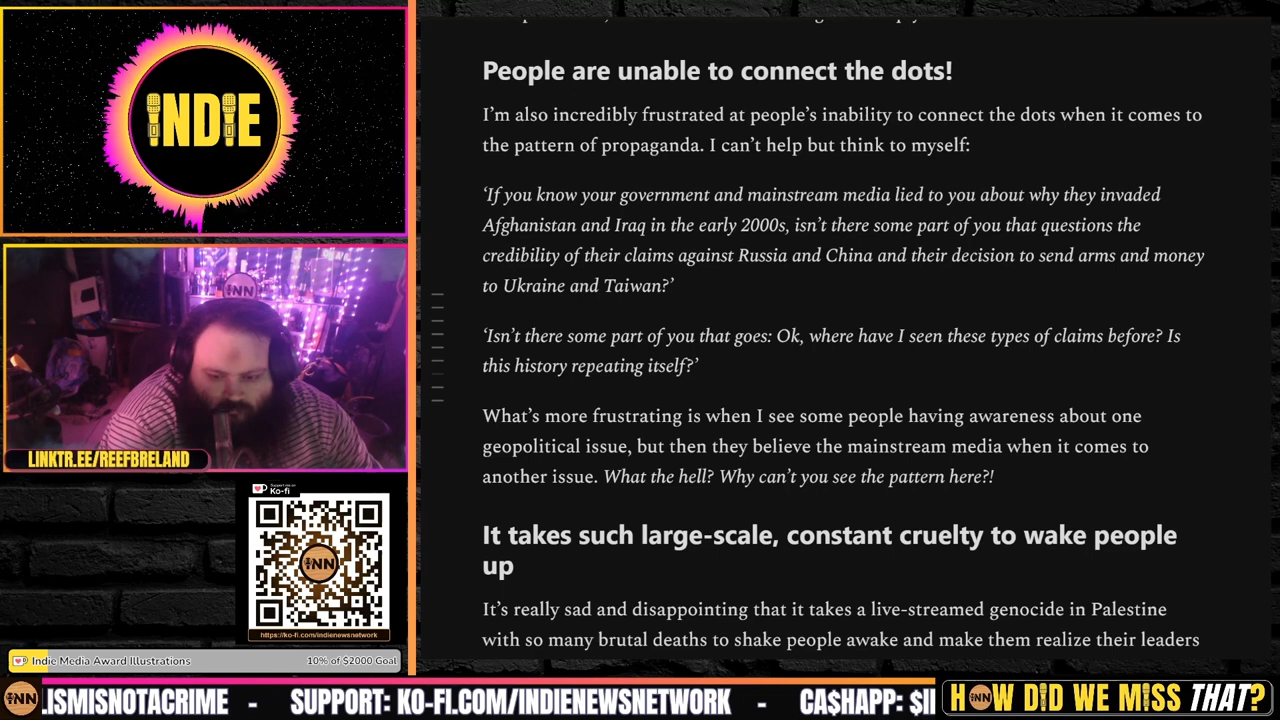 INDIE
INN
LINKTR.EE/REEFBRELAND
Support me on
Ko-fi
INN
https://ko-fi.com/indienewsnetwork
Indie Media Award Illustrations
10% of $2000 Goal
People are unable to connect the dots!
I’m also incredibly frustrated at people’s inability to connect the dots when it comes to
the pattern of propaganda. I can’t help but think to myself:
‘If you know your government and mainstream media lied to you about why they invaded
Afghanistan and Iraq in the early 2000s, isn’t there some part of you that questions the
credibility of their claims against Russia and China and their decision to send arms and money
to Ukraine and Taiwan?’
‘Isn’t there some part of you that goes: Ok, where have I seen these types of claims before? Is
this history repeating itself?’
What’s more frustrating is when I see some people having awareness about one
geopolitical issue, but then they believe the mainstream media when it comes to
another issue. What the hell? Why can’t you see the pattern here?!
It takes such large-scale, constant cruelty to wake people
up
It’s really sad and disappointing that it takes a live-streamed genocide in Palestine
with so many brutal deaths to shake people awake and make them realize their leaders
INN
.ISMISNOTACRIME - SUPPORT: KO-FI.COM/INDIENEWSNETWORK - CA$HAPP: $II
HOW DID WE MISS THAT?